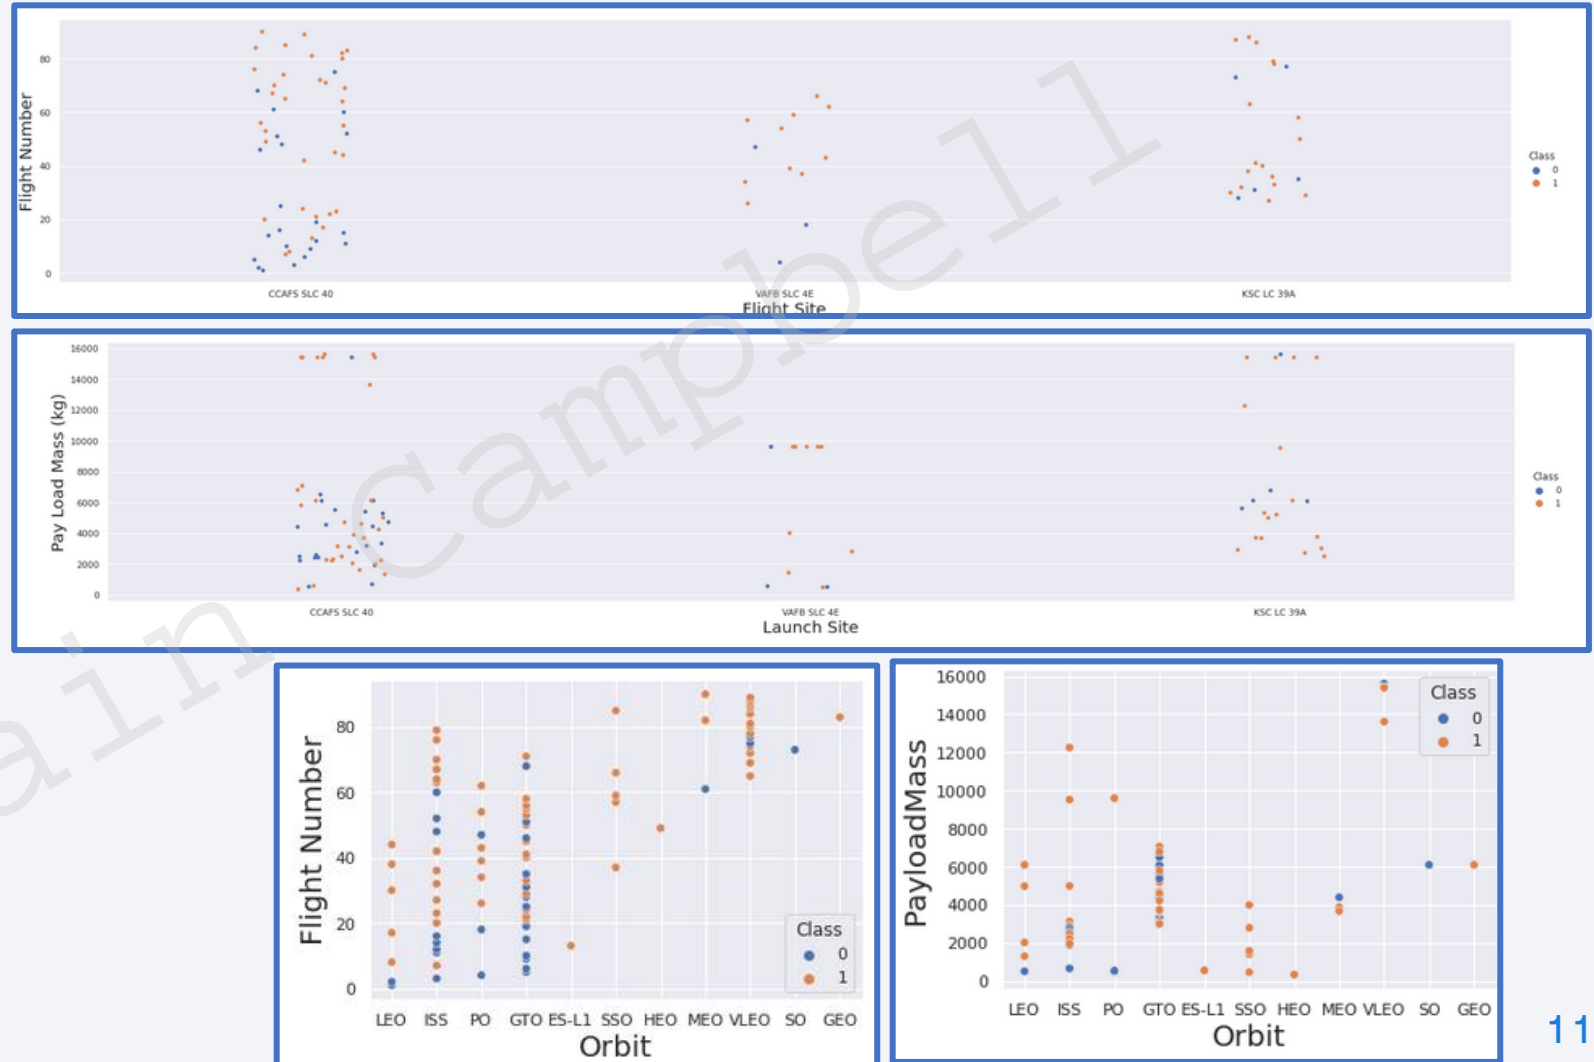 80
60
40
20
0
Flight Number
CCAFS SLC 40
VAFB SLC 4E
KSC LC 39A
Flight Site
Class
0
1
16000
14000
12000
10000
8000
6000
4000
2000
0
Pay Load Mass (kg)
CCAFS SLC 40
VAFB SLC 4E
KSC LC 39A
Launch Site
Class
0
1
80
60
40
20
0
Flight Number
LEO ISS PO GTO ES-L1 SSO HEO MEO VLEO SO GEO
Orbit
Class
0
1
16000
14000
12000
10000
8000
6000
4000
2000
0
PayloadMass
LEO ISS PO GTO ES-L1 SSO HEO MEO VLEO SO GEO
Orbit
Class
0
1
11
ain Campbell